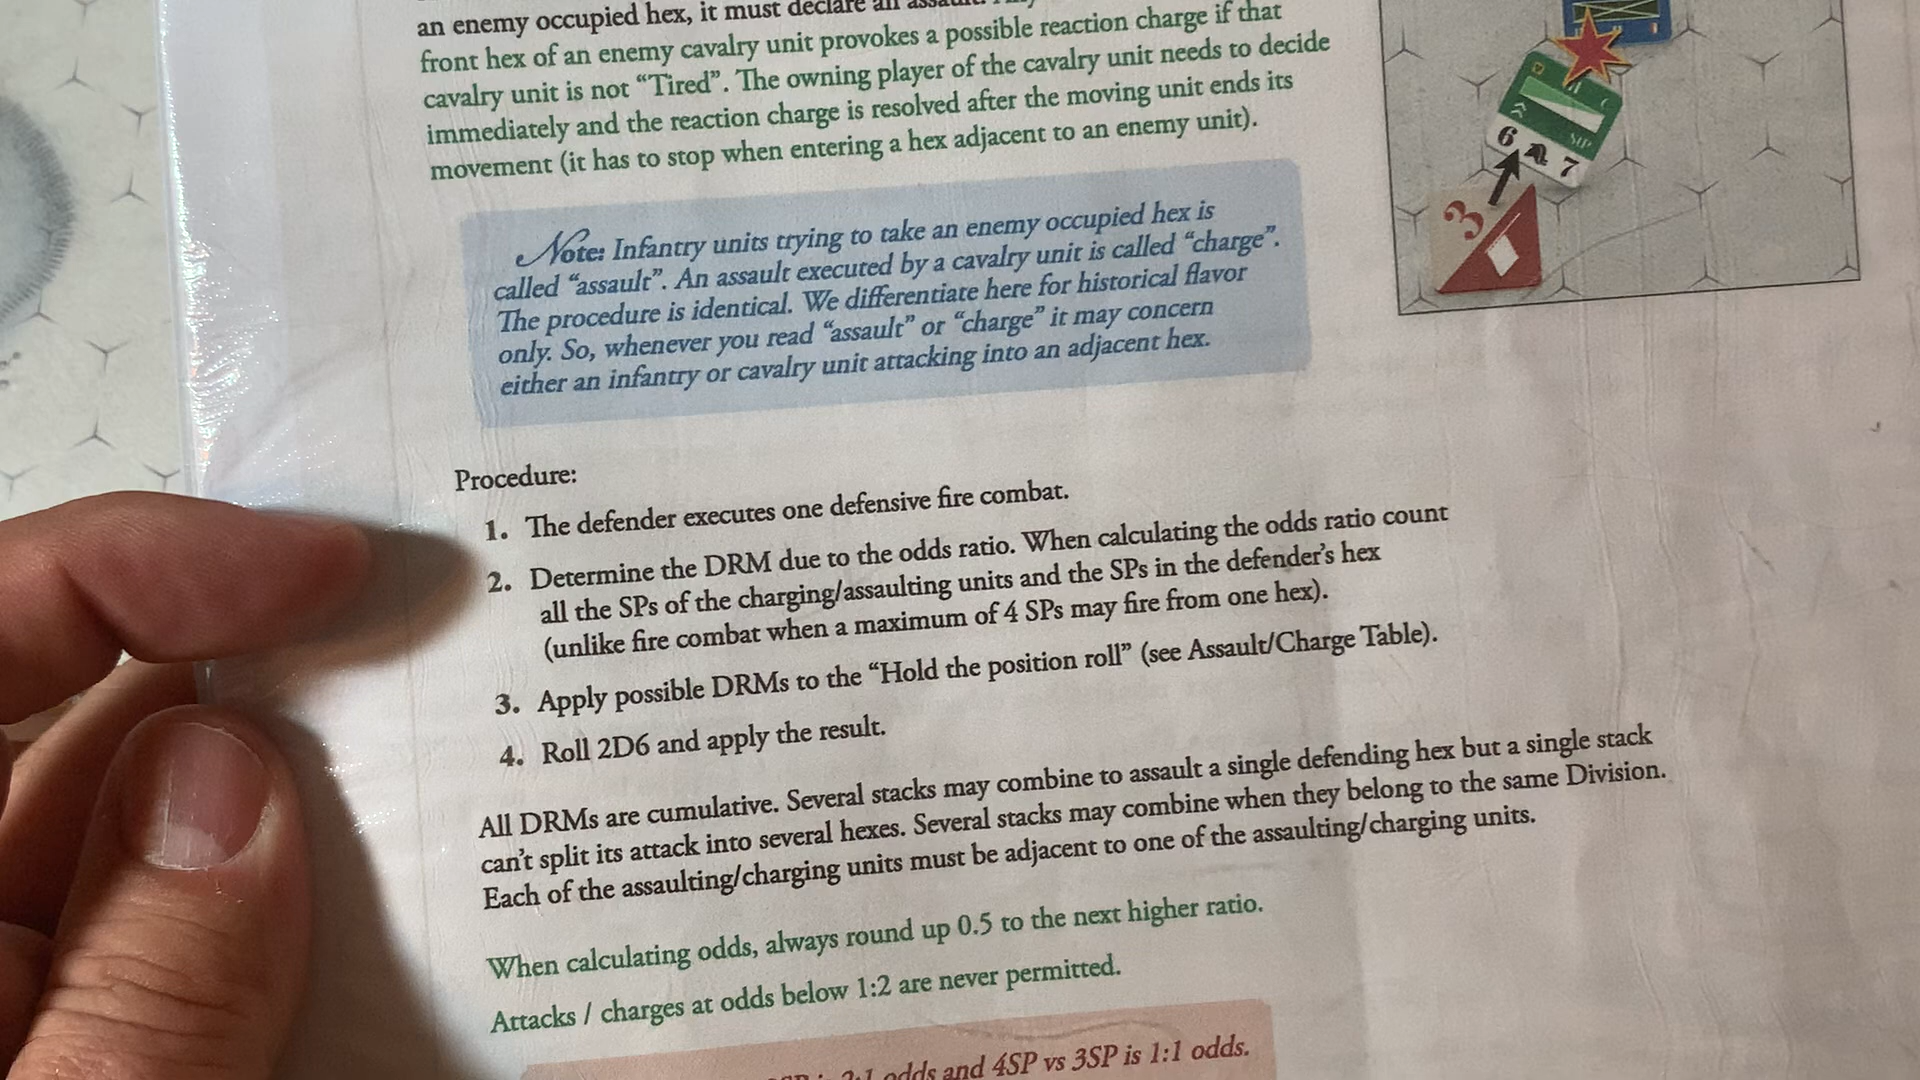 an enemy occupied hex, it must declare an
front hex of an enemy cavalry unit provokes a possible reaction charge if that
cavalry unit is not “Tired”. The owning player of the cavalry unit needs to decide
immediately and the reaction charge is resolved after the moving unit ends its
movement (it has to stop when entering a hex adjacent to an enemy unit).
Note: Infantry units trying to take an enemy occupied hex is
called “assault”. An assault executed by a cavalry unit is called “charge”.
The procedure is identical. We differentiate here for historical flavor
only. So, whenever you read “assault” or “charge” it may concern
either an infantry or cavalry unit attacking into an adjacent hex.
Procedure:
1. The defender executes one defensive fire combat.
2. Determine the DRM due to the odds ratio. When calculating the odds ratio count
all the SPs of the charging/assaulting units and the SPs in the defender’s hex
(unlike fire combat when a maximum of 4 SPs may fire from one hex).
3. Apply possible DRMs to the “Hold the position roll” (see Assault/Charge Table).
4. Roll 2D6 and apply the result.
All DRMs are cumulative. Several stacks may combine to assault a single defending hex but a single stack
can’t split its attack into several hexes. Several stacks may combine when they belong to the same Division.
Each of the assaulting/charging units must be adjacent to one of the assaulting/charging units.
When calculating odds, always round up 0.5 to the next higher ratio.
Attacks / charges at odds below 1:2 are never permitted.
odds and 4SP vs 3SP is 1:1 odds.
6 7
3